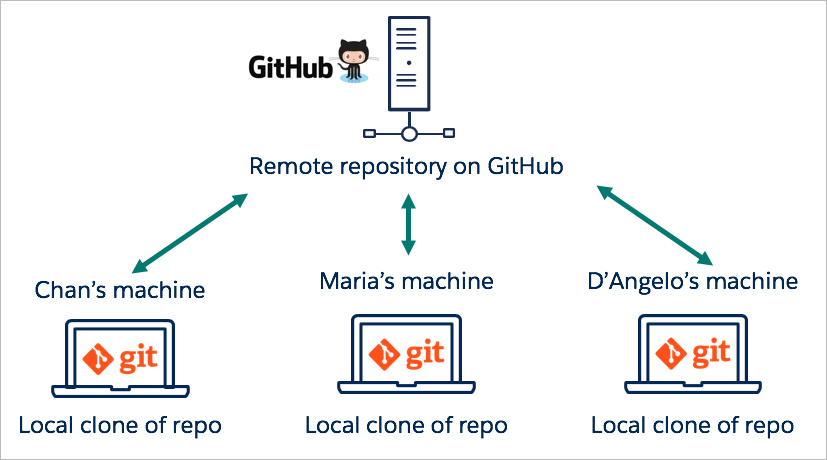 GitHub
Remote repository on GitHub
Chan’s machine
Maria’s machine
D’Angelo’s machine
git
git
git
Local clone of repo
Local clone of repo
Local clone of repo